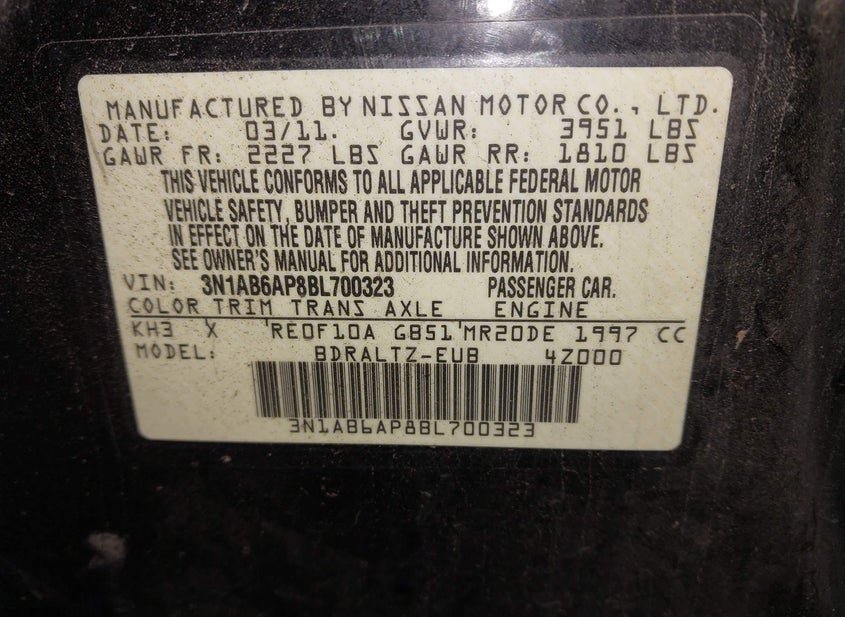 MANUFACTURED BY NISSAN MOTOR CO., LTD.
DATE: 03/11. GVWR: 3951 LBS
GAWR FR: 2227 LBS GAWR RR: 1810 LBS
THIS VEHICLE CONFORMS TO ALL APPLICABLE FEDERAL MOTOR
VEHICLE SAFETY, BUMPER AND THEFT PREVENTION STANDARDS
IN EFFECT ON THE DATE OF MANUFACTURE SHOWN ABOVE.
SEE OWNER'S MANUAL FOR ADDITIONAL INFORMATION.
VIN: 3N1AB6AP8BL700323 PASSENGER CAR.
COLOR TRIM TRANS AXLE ENGINE
KH3 X 'RE0F10A GB51'MR20DE 1997 CC
MODEL: BDRALTZ-EUB 4Z000
3N1AB6AP8BL700323